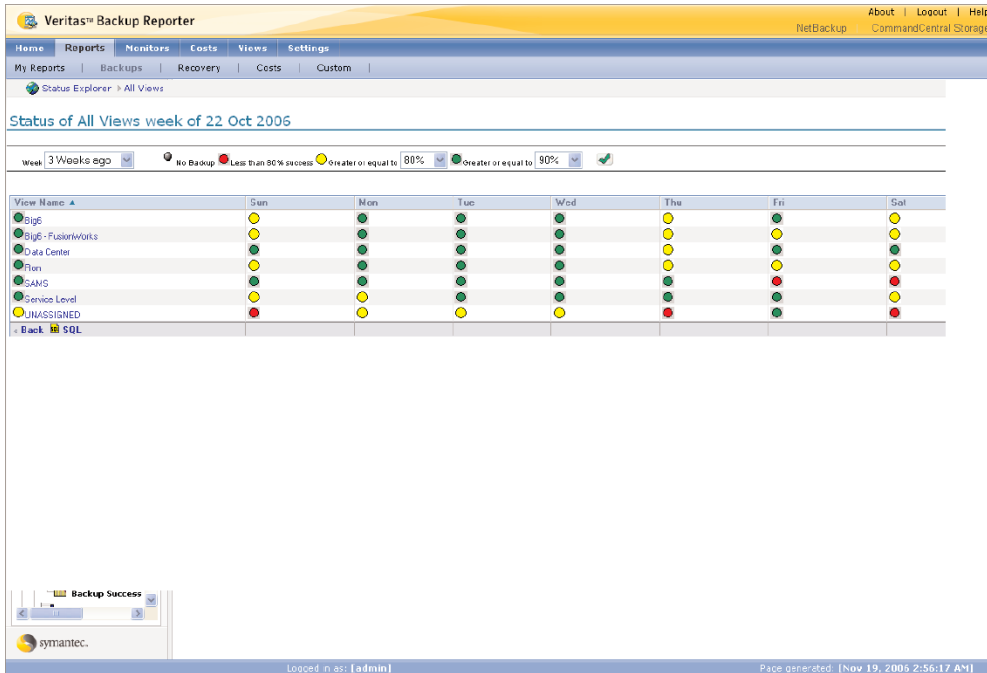 Veritas™ Backup Reporter
About | Logout | Help
NetBackup CommandCentral Storage
Home Reports Monitors Costs Views Settings
My Reports | Backups | Recovery | Costs | Custom |
Status Explorer All Views
Status of All Views week of 22 Oct 2006
Week 3 Weeks ago No Backup Less than 80% success Greater or equal to 80% Greater or equal to 90%
View Name ▲ Sun Mon Tue Wed Thu Fri Sat
Big6
Big6 - FusionWorks
Data Center
Ron
SAMS
Service Level
UNASSIGNED
« Back SQL
Backup Success
symantec.
Logged in as: [admin] Page generated: [Nov 19, 2006 2:56:17 AM]